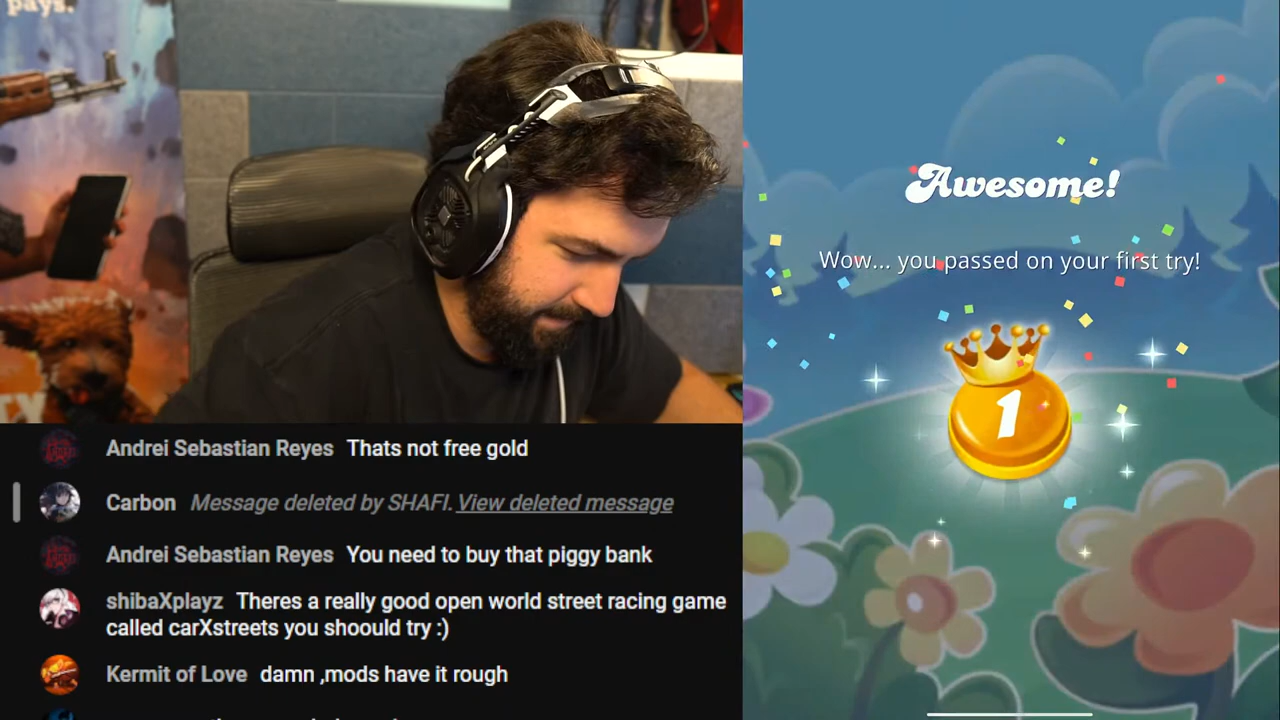 pays.
Awesome!
Wow... you passed on your first try!
1
Andrei Sebastian Reyes Thats not free gold
Carbon Message deleted by SHAFI. View deleted message
Andrei Sebastian Reyes You need to buy that piggy bank
shibaXplayz Theres a really good open world street racing game
called carXstreets you shoould try :)
Kermit of Love damn ,mods have it rough